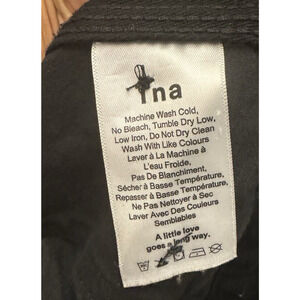 Tna
Machine Wash Cold,
No Bleach, Tumble Dry Low,
Low Iron, Do Not Dry Clean
Wash With Like Colours
Laver à La Machine à
L'eau Froide,
Pas De Blanchiment,
Sécher à Basse Température,
Repasser à Basse Température,
Ne Pas Nettoyer à Sec
Laver Avec Des Couleurs
Semblables
A little love
goes a long way.